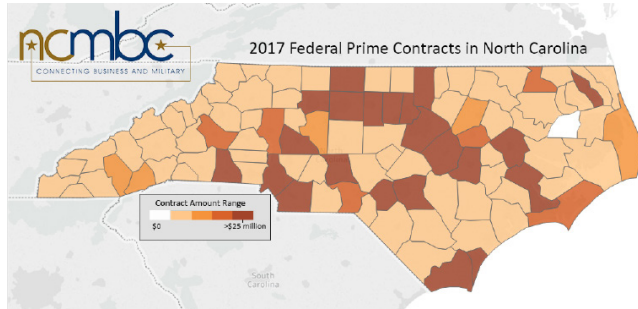 ncmbc
CONNECTING BUSINESS AND MILITARY
2017 Federal Prime Contracts in North Carolina
Contract Amount Range
$0 >$25 million
South
Carolina